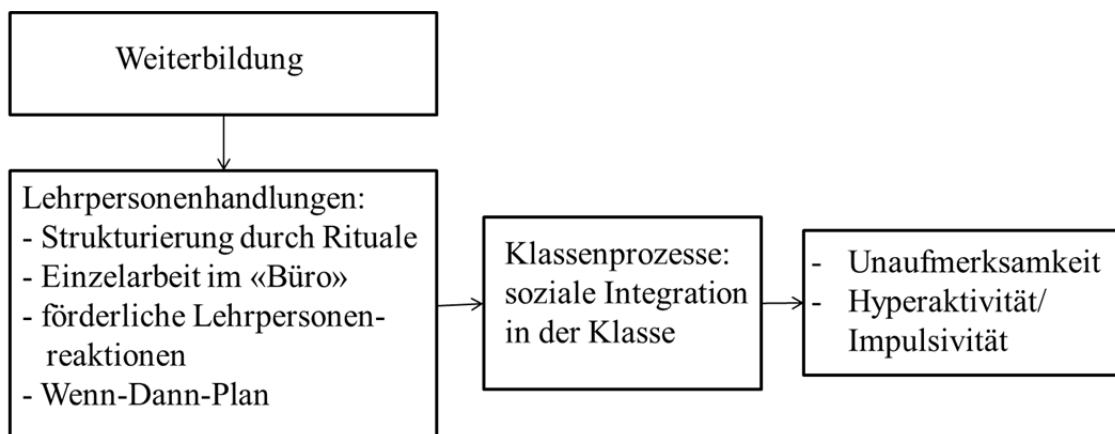 Weiterbildung
Lehrpersonenhandlungen:
- Strukturierung durch Rituale
- Einzelarbeit im «Büro»
- förderliche Lehrpersonen-
reaktionen
- Wenn-Dann-Plan
Klassenprozesse:
soziale Integration
in der Klasse
- Unaufmerksamkeit
- Hyperaktivität/
Impulsivität